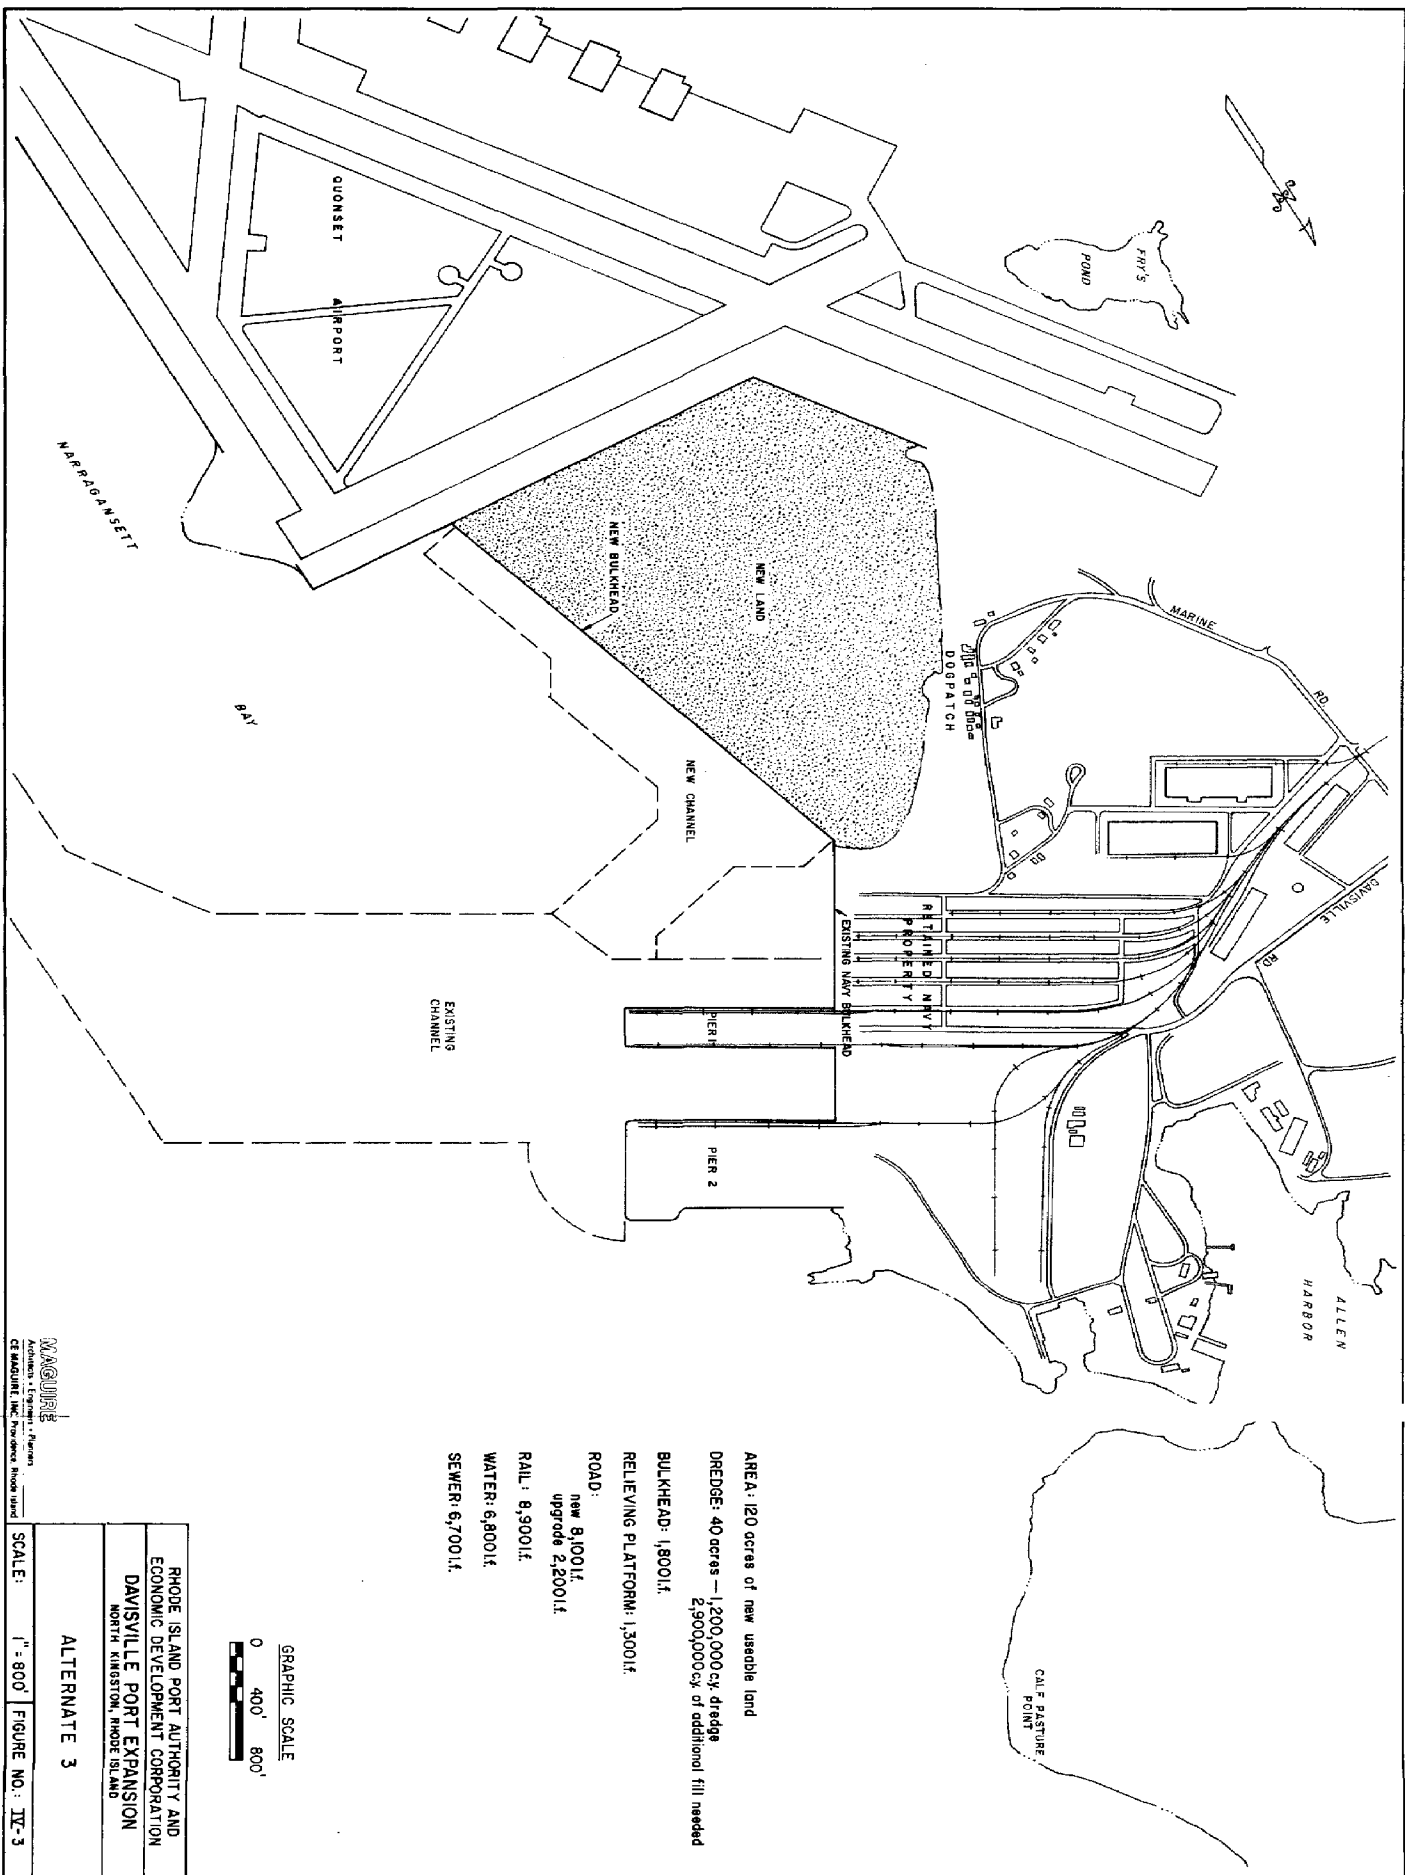 FRY'S
POND
QUONSET AIRPORT
NARRAGANSETT
BAY
NEW BULKHEAD
NEW LAND
NEW CHANNEL
DOGPATCH
MARINE
RD
DAVISVILLE
RD
RETAINED NAVY
PROPERTY
EXISTING NAVY BULKHEAD
PIER 1
PIER 2
EXISTING
CHANNEL
ALLEN
HARBOR
CALF PASTURE
POINT
AREA: 120 acres of new useable land
DREDGE: 40 acres — 1,200,000 c.y. dredge
2,900,000 c.y. of additional fill needed
BULKHEAD: 1,800 l.f.
RELIEVING PLATFORM: 1,300 l.f.
ROAD:
new 8,100 l.f.
upgrade 2,200 l.f.
RAIL: 8,900 l.f.
WATER: 6,800 l.f.
SEWER: 6,700 l.f.
GRAPHIC SCALE
0 400' 800'
MAGUIRE
Architects • Engineers • Planners
CE MAGUIRE, INC. Providence, Rhode Island
RHODE ISLAND PORT AUTHORITY AND
ECONOMIC DEVELOPMENT CORPORATION
DAVISVILLE PORT EXPANSION
NORTH KINGSTON, RHODE ISLAND
ALTERNATE 3
SCALE: 1" = 800' FIGURE NO.: IV-3